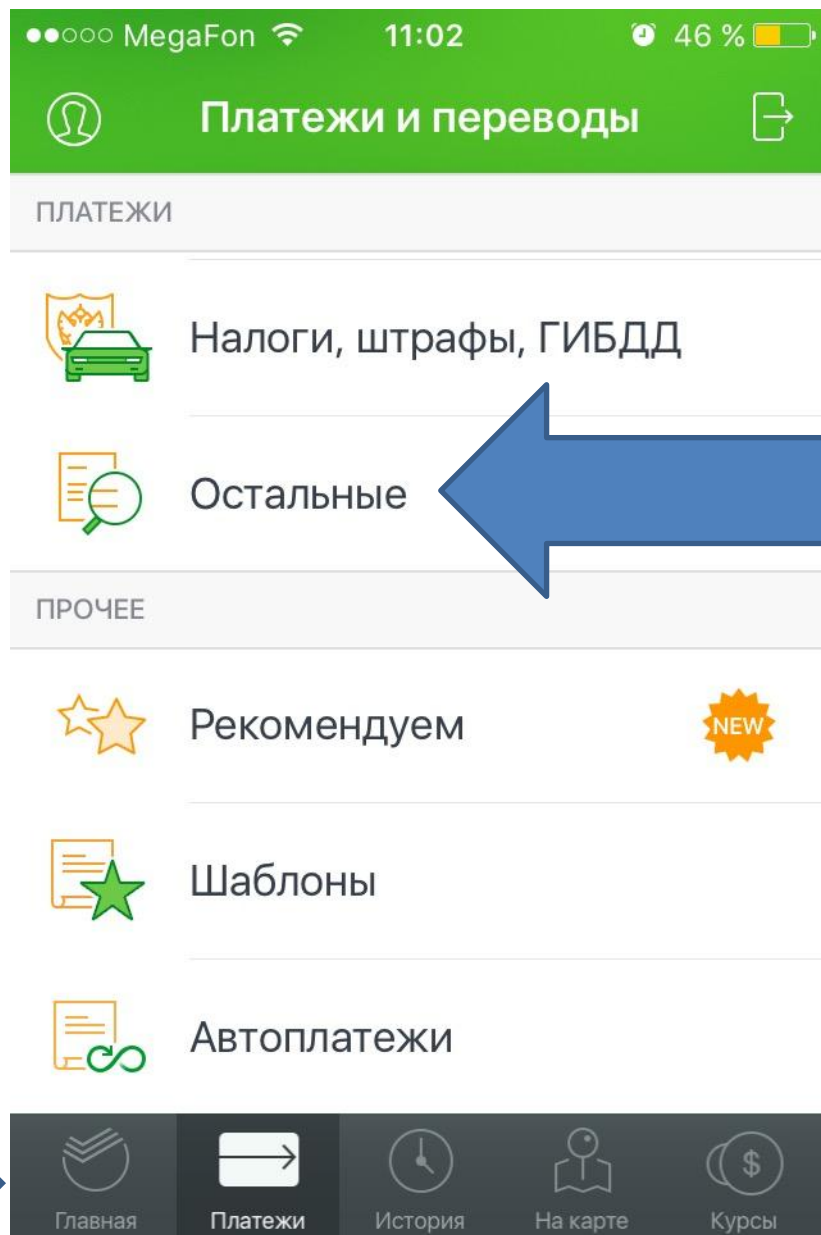 MegaFon 11:02 46 %
Платежи и переводы
ПЛАТЕЖИ
Налоги, штрафы, ГИБДД
Остальные
ПРОЧЕЕ
Рекомендуем NEW
Шаблоны
Автоплатежи
$
Главная Платежи История На карте Курсы